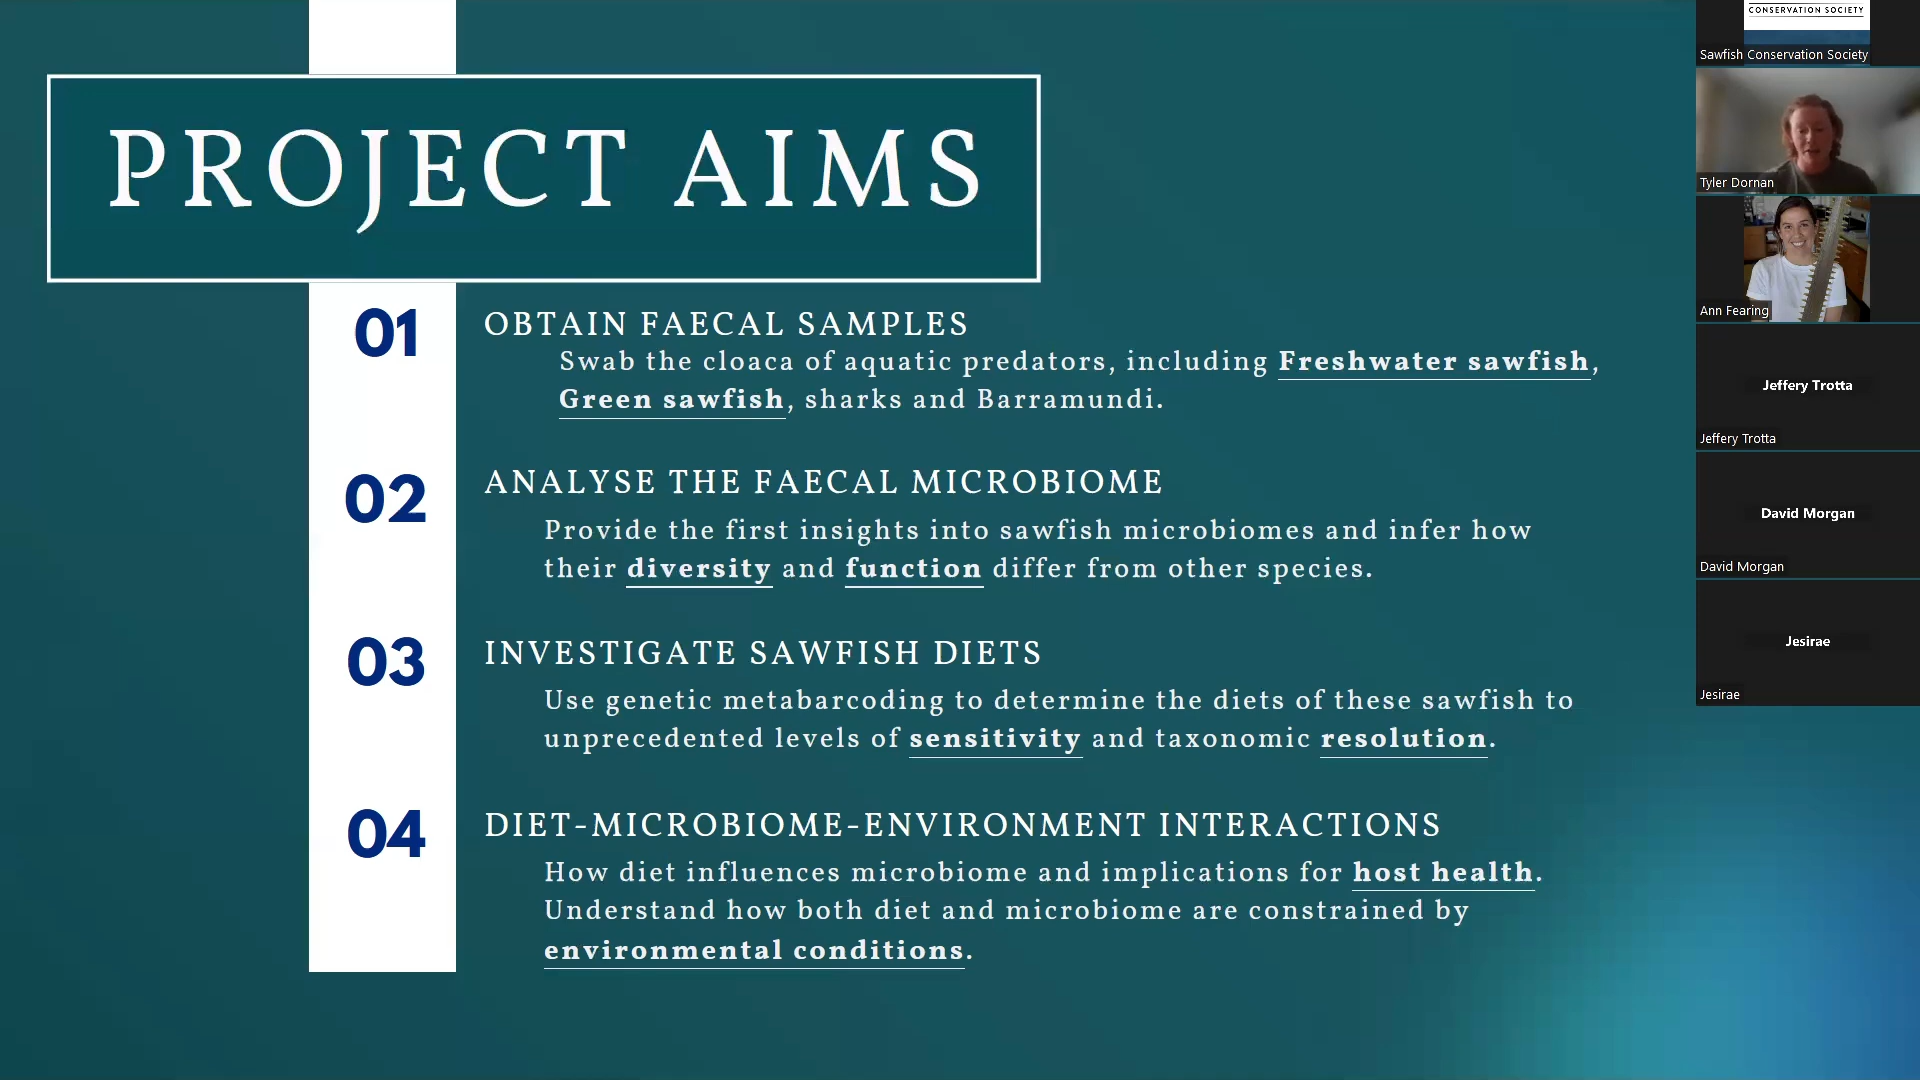 PROJECT AIMS
01
OBTAIN FAECAL SAMPLES
Swab the cloaca of aquatic predators, including Freshwater sawfish,
Green sawfish, sharks and Barramundi.
02
ANALYSE THE FAECAL MICROBIOME
Provide the first insights into sawfish microbiomes and infer how
their diversity and function differ from other species.
03
INVESTIGATE SAWFISH DIETS
Use genetic metabarcoding to determine the diets of these sawfish to
unprecedented levels of sensitivity and taxonomic resolution.
04
DIET-MICROBIOME-ENVIRONMENT INTERACTIONS
How diet influences microbiome and implications for host health.
Understand how both diet and microbiome are constrained by
environmental conditions.
CONSERVATION SOCIETY
Sawfish Conservation Society
Tyler Dornan
Ann Fearing
Jeffery Trotta
Jeffery Trotta
David Morgan
David Morgan
Jesirae
Jesirae